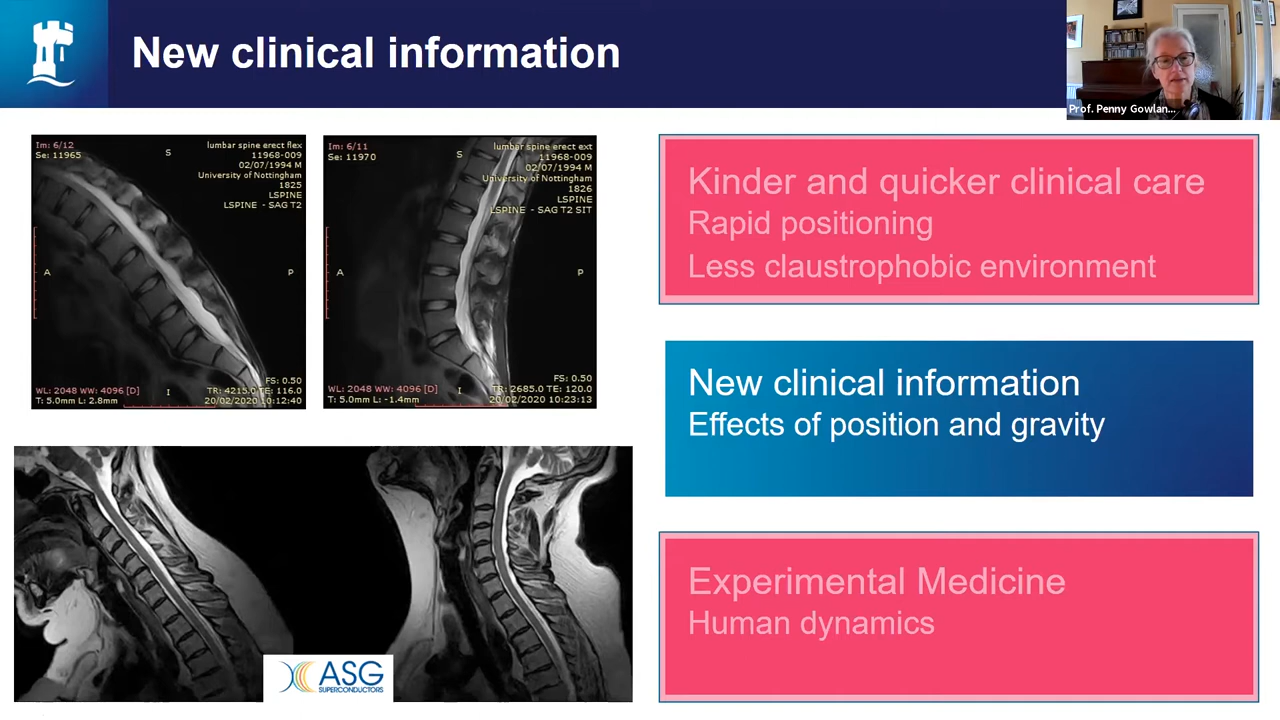 New clinical information
Prof. Penny Gowlan...
Im: 6/12
Se: 11965
S
lumbar spine erect flex
11968-009
02/07/1994 M
University of Nottingham
1825
LSPINE
LSPINE - SAG T2
A
P
WL: 2048 WW: 4096 [D]
T: 5.0mm L: 2.8mm
I
FS: 0.50
TR: 4215.0 TE: 116.0
20/02/2020 10:12:40
Im: 6/11
Se: 11970
S
lumbar spine erect ext
11968-009
02/07/1994 M
University of Nottingham
1826
LSPINE
LSPINE - SAG T2 SIT
A
P
WL: 2048 WW: 4096 [D]
T: 5.0mm L: -1.4mm
I
FS: 0.50
TR: 2685.0 TE: 120.0
20/02/2020 10:23:13
ASG
SUPERCONDUCTORS
Kinder and quicker clinical care
Rapid positioning
Less claustrophobic environment
New clinical information
Effects of position and gravity
Experimental Medicine
Human dynamics